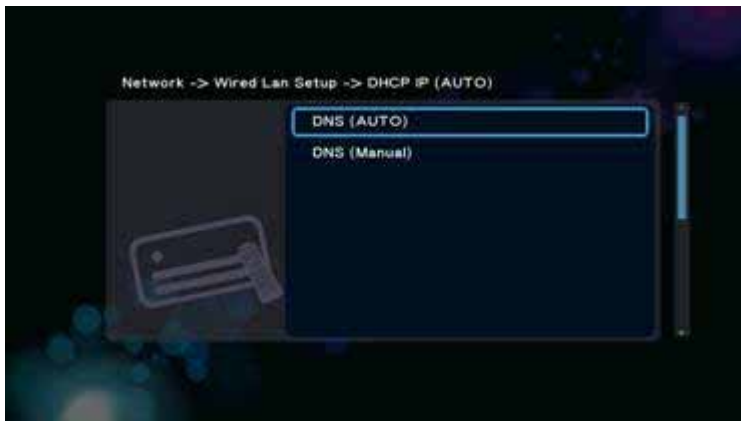 Network -> Wired Lan Setup -> DHCP IP (AUTO)
DNS (AUTO)
DNS (Manual)